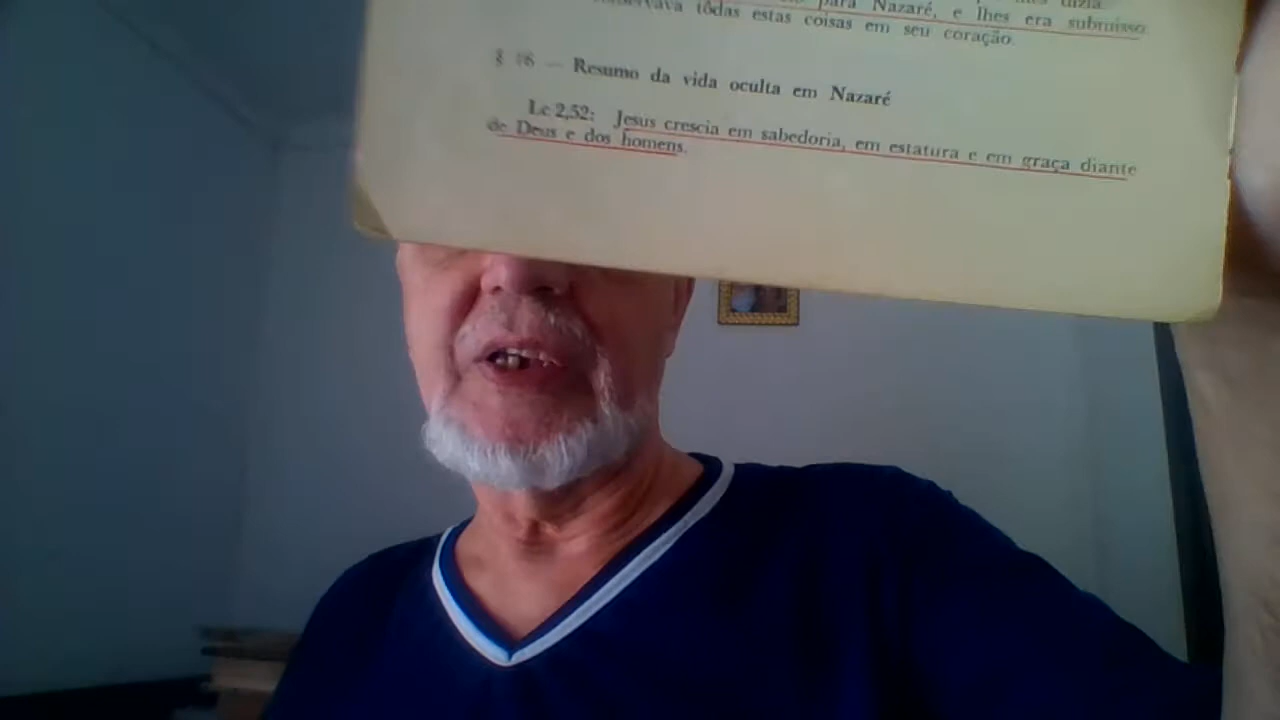 para Nazaré, e lhes era submisso
tôdas estas coisas em seu coração.
§ 16 — Resumo da vida oculta em Nazaré
Lc 2,52: Jesus crescia em sabedoria, em estatura e em graça diante
de Deus e dos homens.